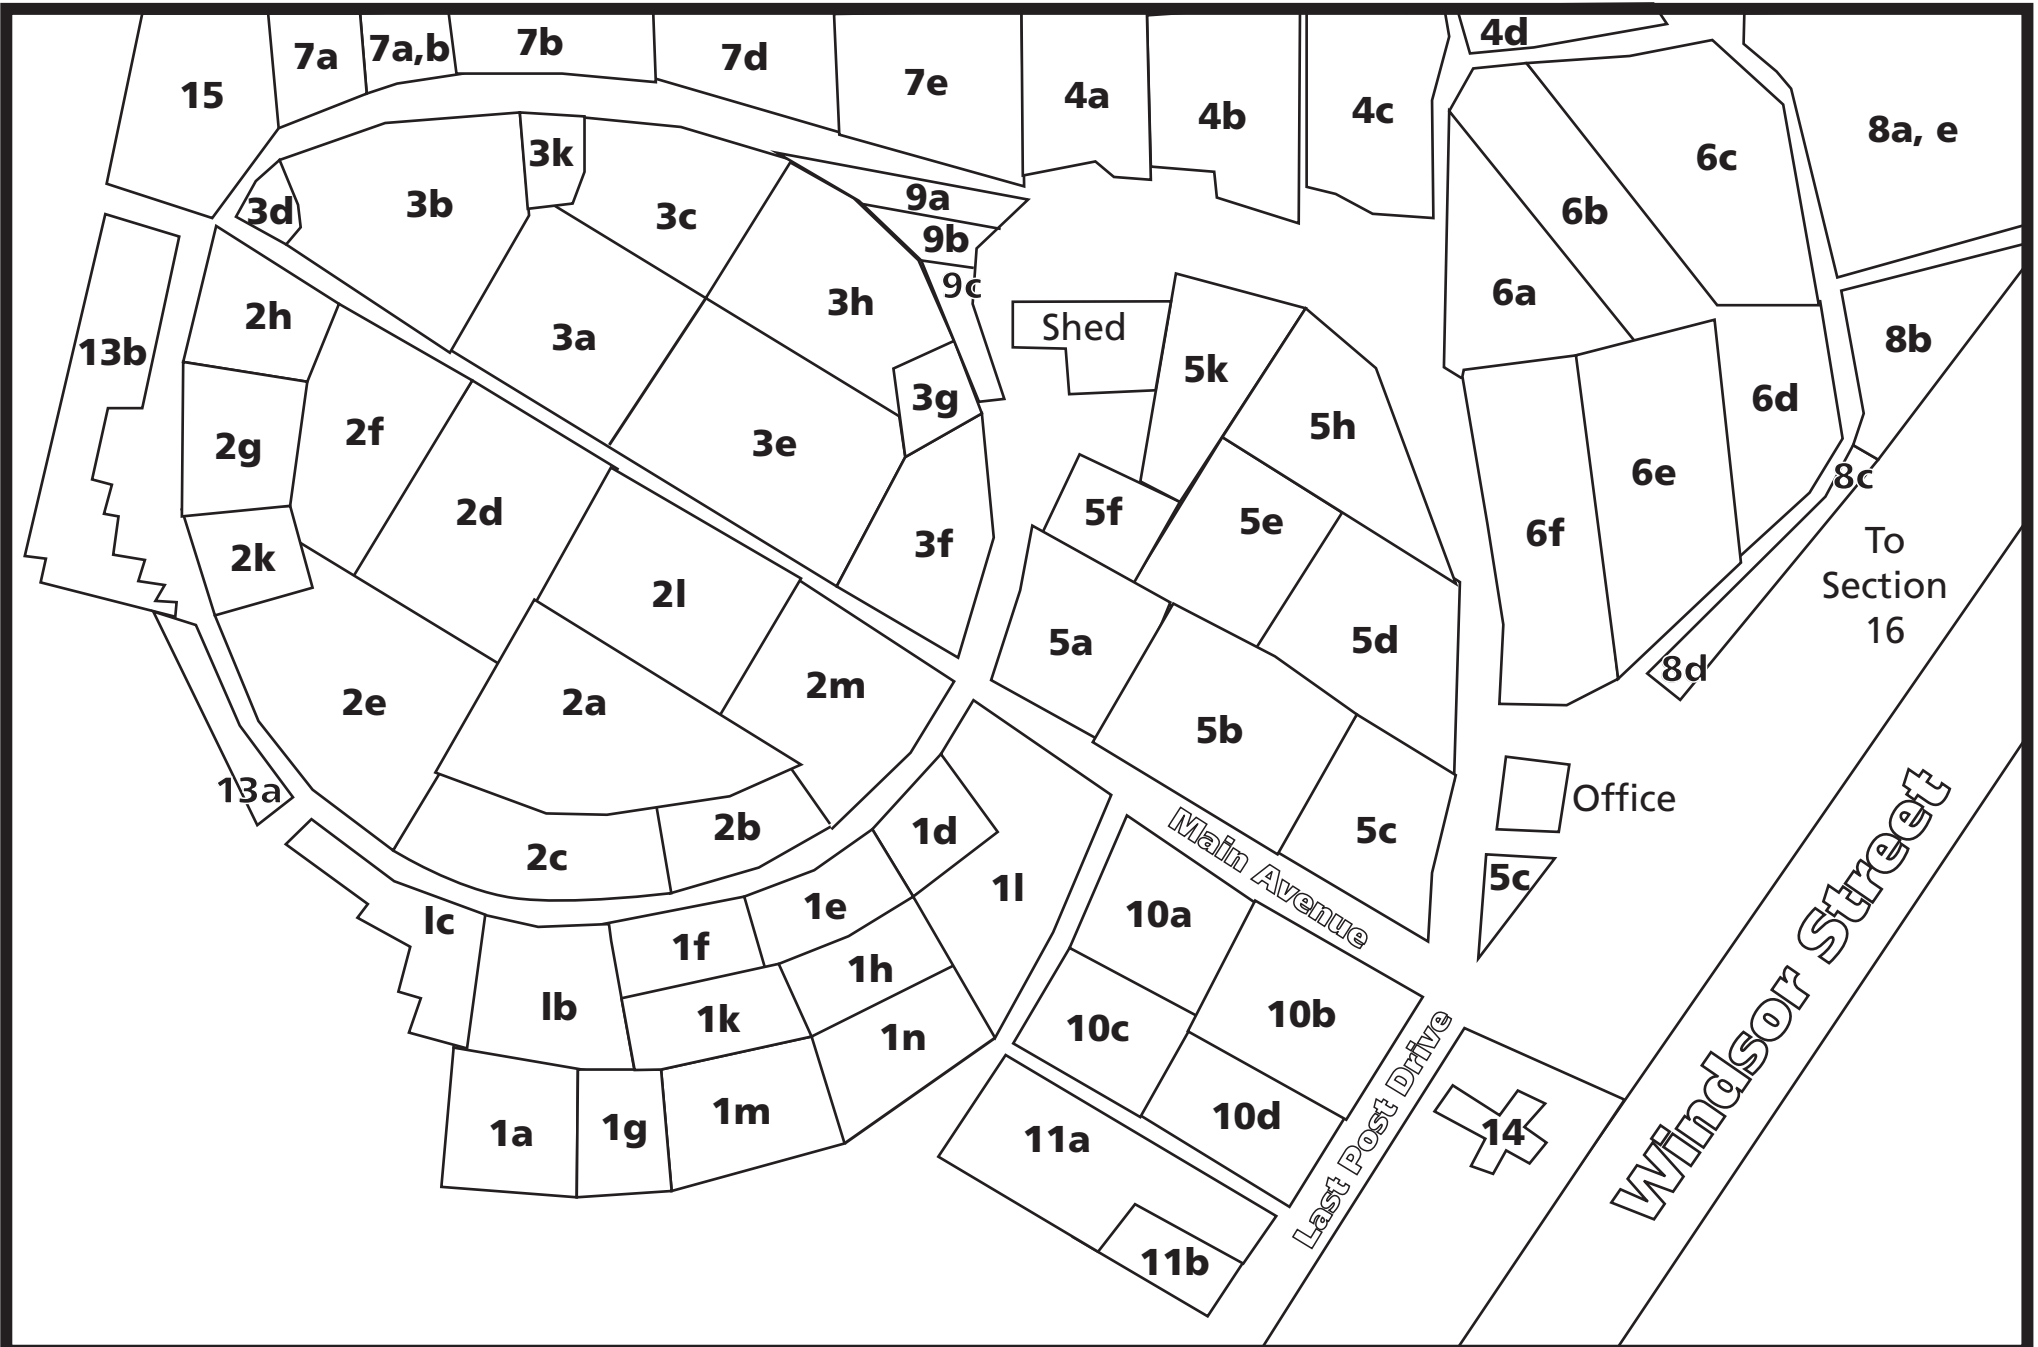 4d
7a
7a,b
7b
7d
7e
15
4a
4b
4c
8a, e
3k
6c
3d
3b
3c
9a
6b
9b
9c
6a
2h
3h
3a
13b
Shed
8b
5k
3g
6d
2f
2g
3e
5h
6e
8c
2d
5f
5e
6f
3f
2k
To
Section
16
2l
5a
5d
8d
2m
2e
2a
5b
13a
Office
2b
1d
5c
2c
Main Avenue
5c
1l
lc
1e
10a
1f
1h
lb
1k
1n
10c
10b
Windsor Street
1a
1g
1m
11a
10d
14
Last Post Drive
11b